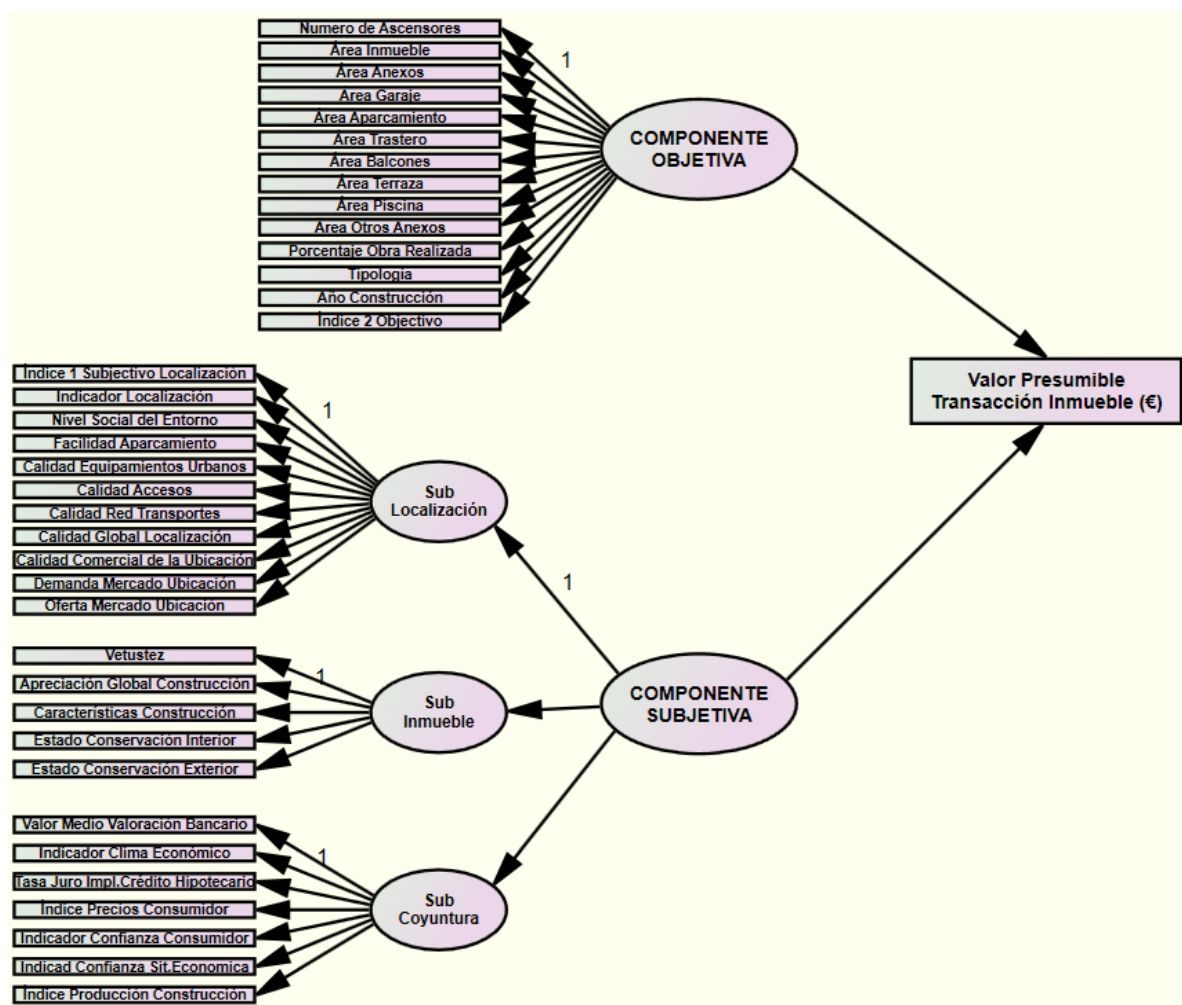 Numero de Ascensores
Área Inmueble
Área Anexos
Área Garaje
Área Aparcamiento
Área Trastero
Área Balcones
Área Terraza
Área Piscina
Área Otros Anexos
Porcentaje Obra Realizada
Tipologia
Año Construcción
Índice 2 Objectivo
1
COMPONENTE
OBJETIVA
Valor Presumible
Transacción Inmueble (€)
Índice 1 Subjectivo Localización
Indicador Localización
Nivel Social del Entorno
Facilidad Aparcamiento
Calidad Equipamientos Urbanos
Calidad Accesos
Calidad Red Transportes
Calidad Global Localización
Calidad Comercial de la Ubicación
Demanda Mercado Ubicación
Oferta Mercado Ubicación
1
Sub
Localización
1
Vetustez
Apreciación Global Construcción
Características Construcción
Estado Conservación Interior
Estado Conservación Exterior
1
Sub
Inmueble
COMPONENTE
SUBJETIVA
Valor Medio Valoración Bancario
Indicador Clima Económico
Tasa Juro Impl.Crédito Hipotecario
Índice Precios Consumidor
Indicador Confianza Consumidor
Indicad Confianza Sit.Economica
Índice Producción Construcción
1
Sub
Coyuntura